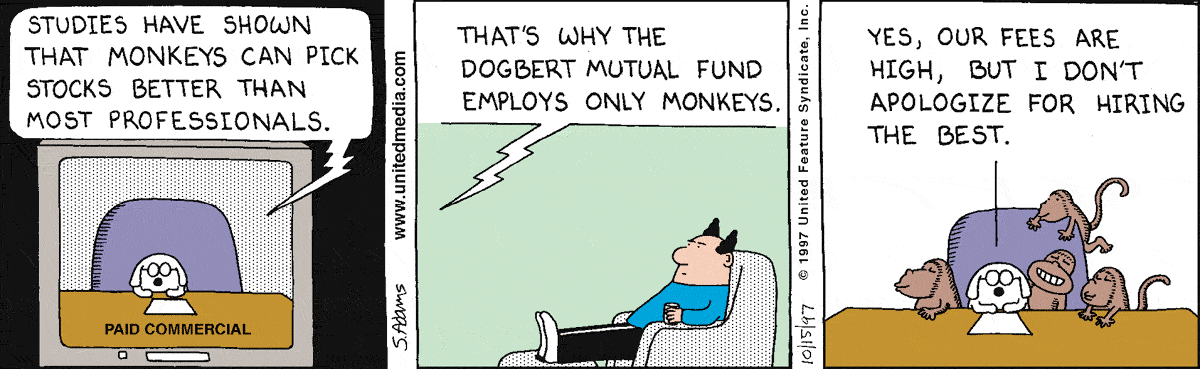 STUDIES HAVE SHOWN
THAT MONKEYS CAN PICK
STOCKS BETTER THAN
MOST PROFESSIONALS.
PAID COMMERCIAL
www.unitedmedia.com
S.Adams
THAT'S WHY THE
DOGBERT MUTUAL FUND
EMPLOYS ONLY MONKEYS.
© 1997 United Feature Syndicate, Inc.
10/15/97
YES, OUR FEES ARE
HIGH, BUT I DON'T
APOLOGIZE FOR HIRING
THE BEST.